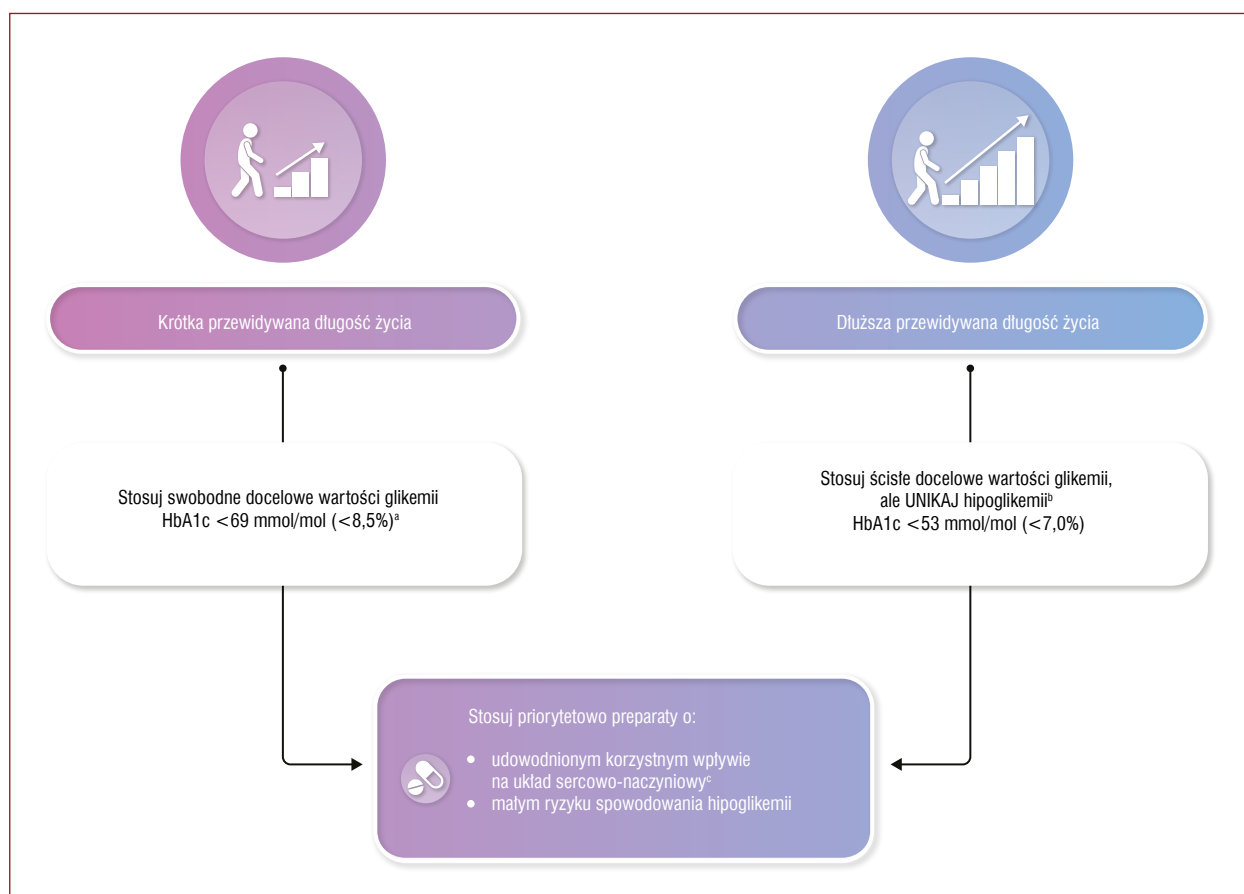 Krótka przewidywana długość życia
Dłuższa przewidywana długość życia
Stosuj swobodne docelowe wartości glikemii
HbA1c <69 mmol/mol (<8,5%)ᵃ
Stosuj ścisłe docelowe wartości glikemii,
ale UNIKAJ hipoglikemiiᵇ
HbA1c <53 mmol/mol (<7,0%)
Stosuj priorytetowo preparaty o:
• udowodnionym korzystnym wpływie
na układ sercowo-naczyniowyᶜ
• małym ryzyku spowodowania hipoglikemii